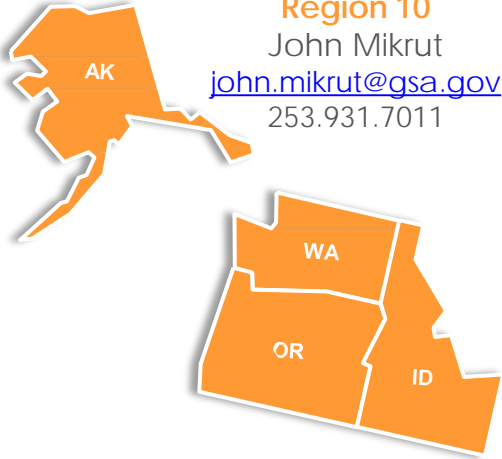 Region 10
John Mikrut
john.mikrut@gsa.gov
253.931.7011
AK
WA
OR
ID